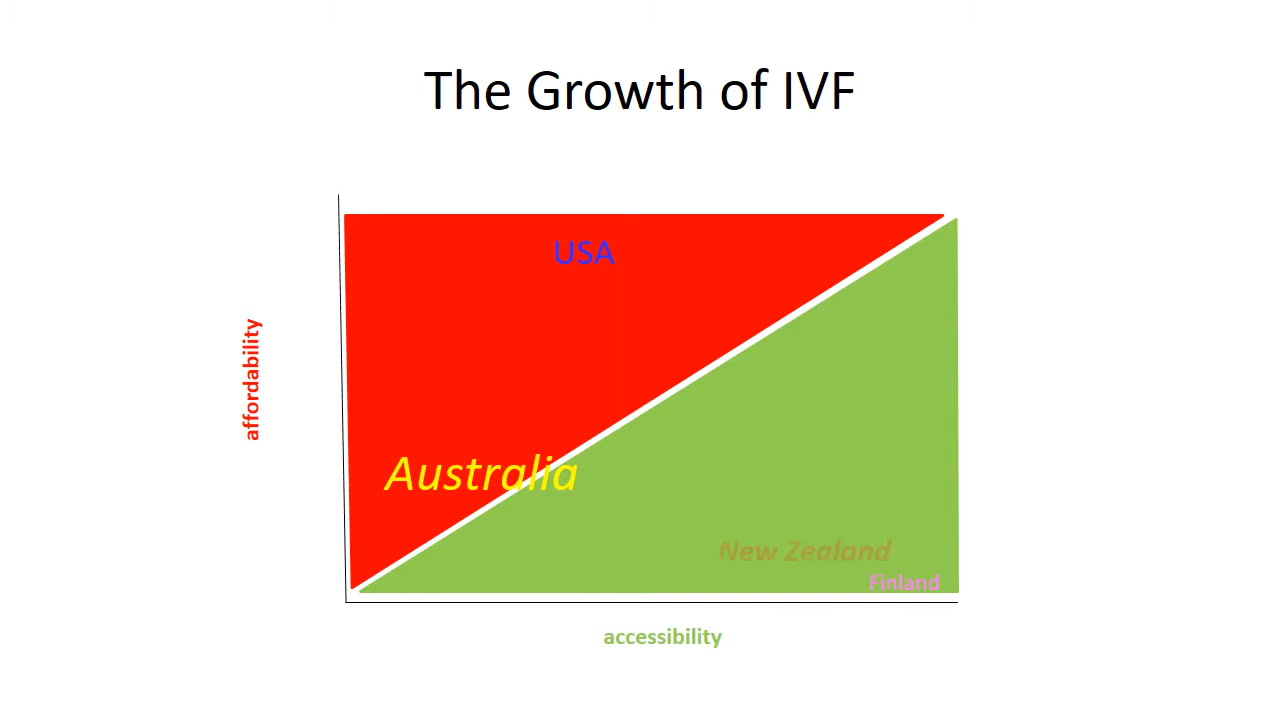 The Growth of IVF
USA
affordability
Australia
New Zealand
Finland
accessibility